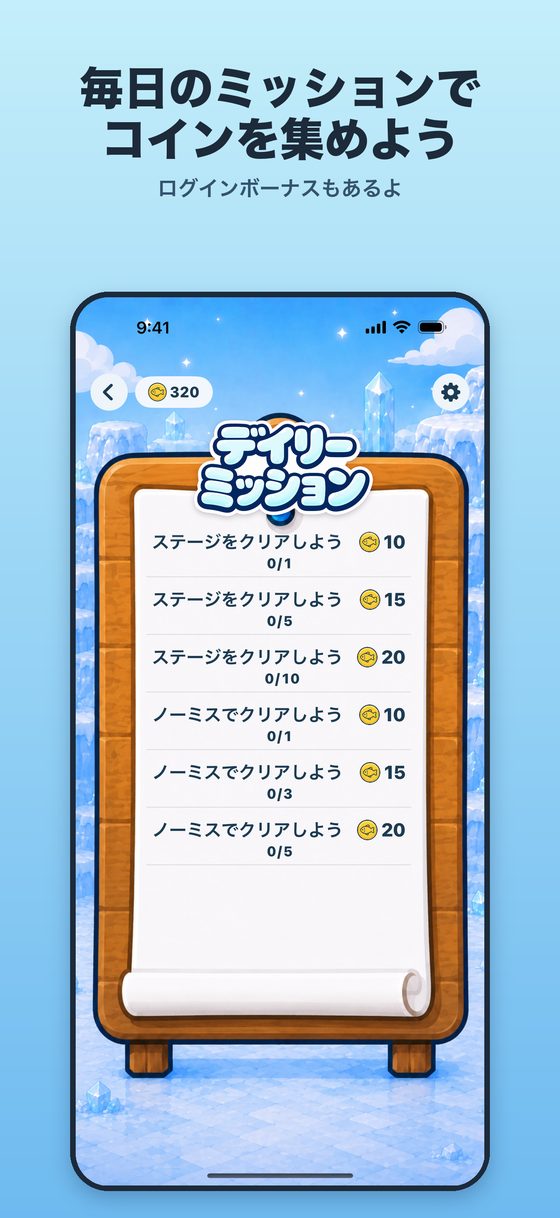 毎日のミッションで
コインを集めよう
ログインボーナスもあるよ
9:41
320
デイリー
ミッション
ステージをクリアしよう 10
0/1
ステージをクリアしよう 15
0/5
ステージをクリアしよう 20
0/10
ノーミスでクリアしよう 10
0/1
ノーミスでクリアしよう 15
0/3
ノーミスでクリアしよう 20
0/5